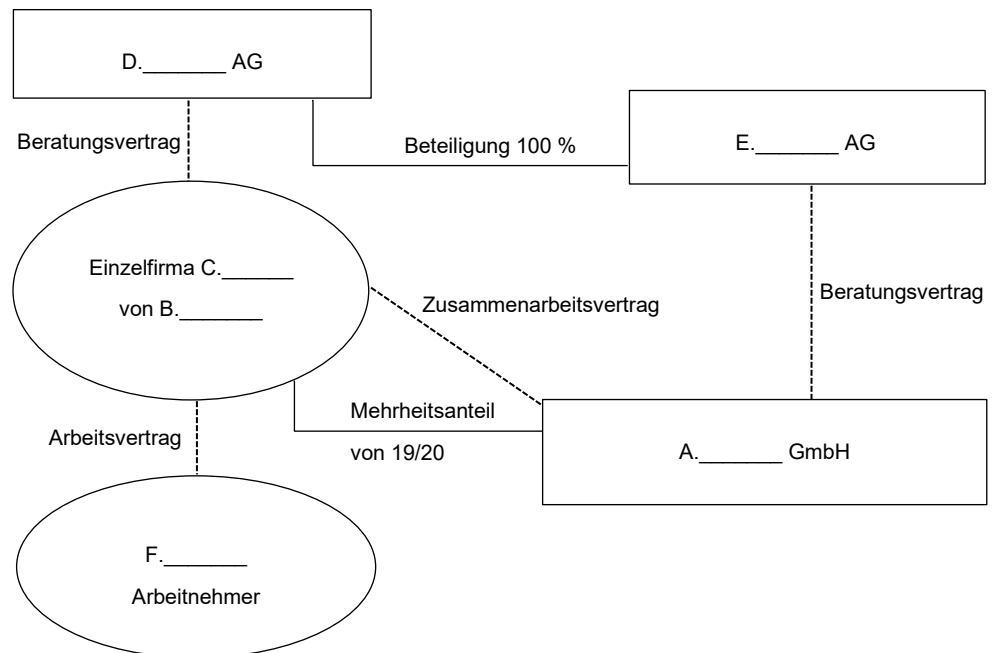 D._______ AG
Beratungsvertrag
Beteiligung 100 %
E._______ AG
Einzelfirma C.______
von B._______
Zusammenarbeitsvertrag
Beratungsvertrag
Arbeitsvertrag
Mehrheitsanteil
von 19/20
A._______ GmbH
F._______
Arbeitnehmer